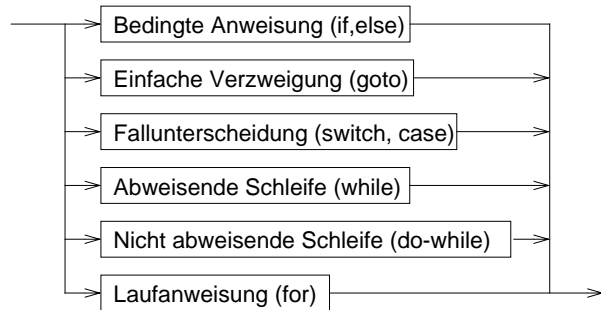 Bedingte Anweisung (if,else)
Einfache Verzweigung (goto)
Fallunterscheidung (switch, case)
Abweisende Schleife (while)
Nicht abweisende Schleife (do-while)
Laufanweisung (for)